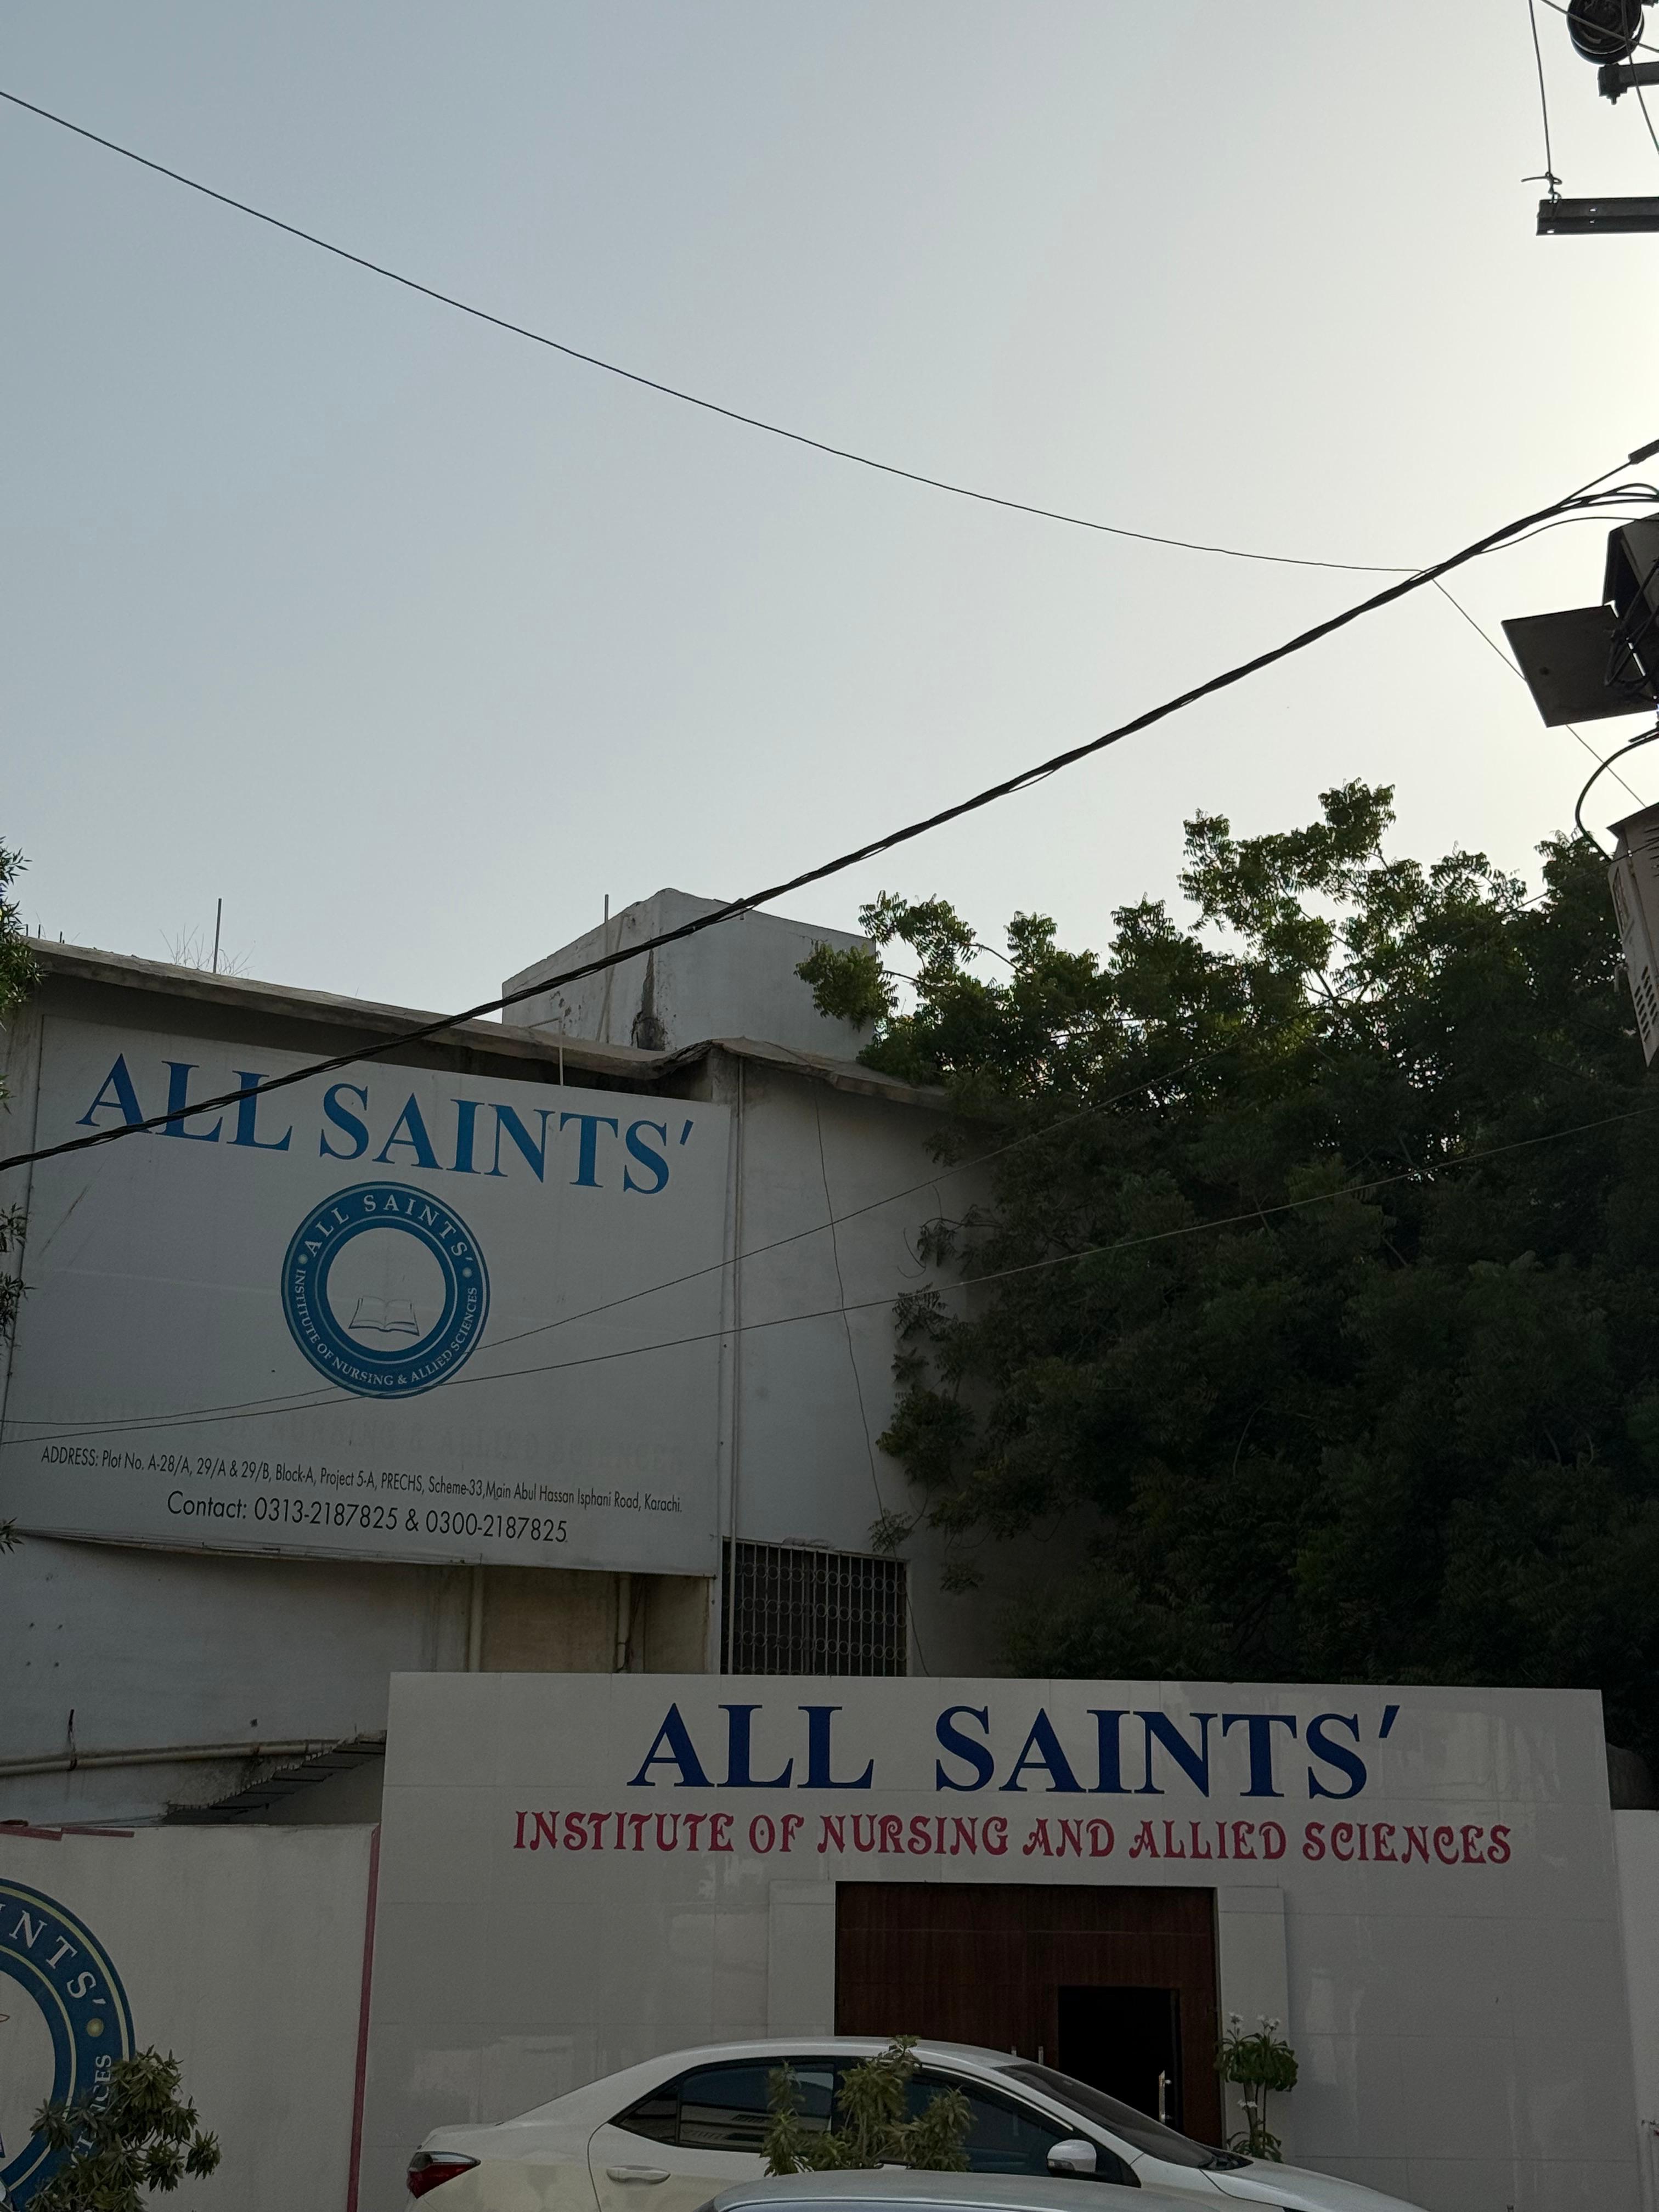 ALL SAINTS'
ALL SAINTS'
INSTITUTE OF NURSING & ALLIED SCIENCES
ADDRESS: Plot No. A-28/A, 29/A & 29/B, Block-A, Project 5-A, PRECHS, Scheme-33,Main Abul Hassan Isphani Road, Karachi.
Contact: 0313-2187825 & 0300-2187825
ALL SAINTS'
INSTITUTE OF NURSING AND ALLIED SCIENCES
INTS'